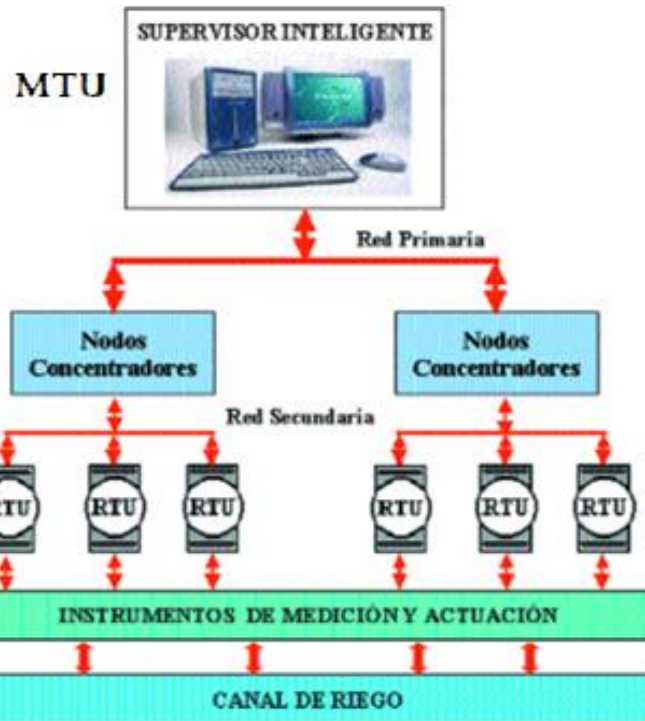 SUPERVISOR INTELIGENTE
MTU
Red Primaria
Nodos
Concentradores
Nodos
Concentradores
Red Secundaria
RTU
RTU
RTU
RTU
RTU
RTU
INSTRUMENTOS DE MEDICIÓN Y ACTUACIÓN
CANAL DE RIEGO